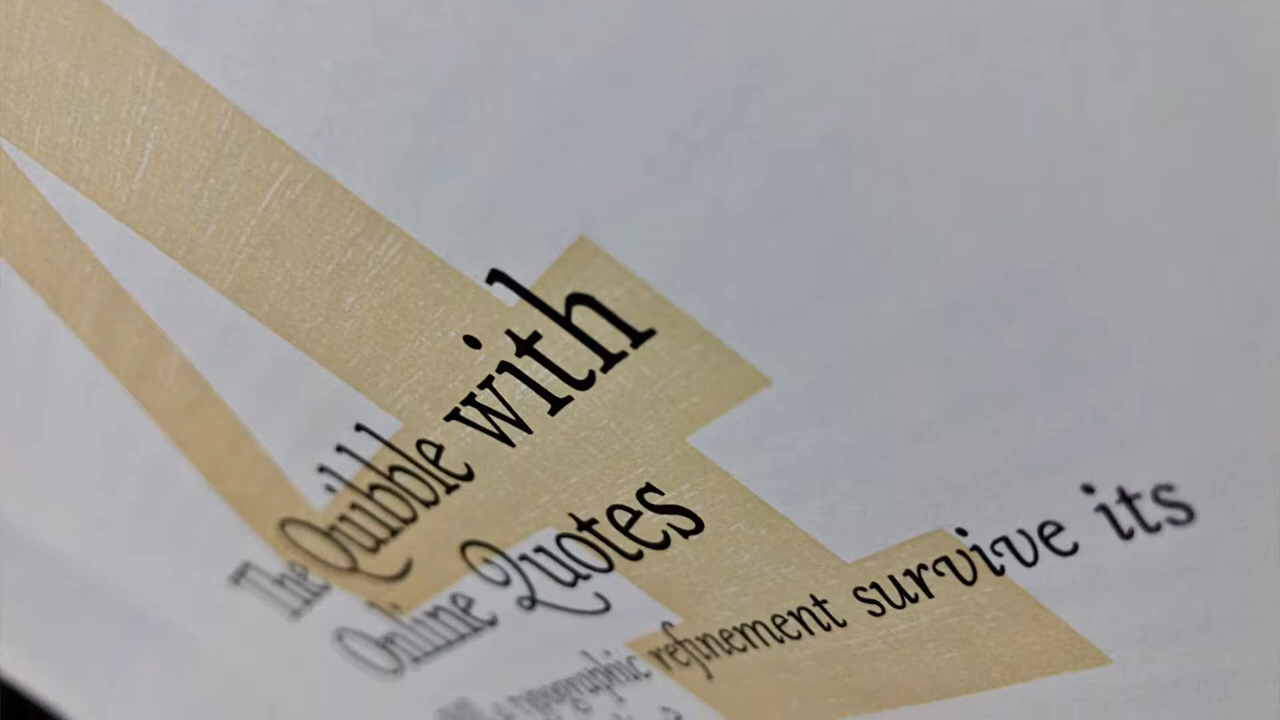 The Quibble with
Online Quotes
a typographic refinement survive its